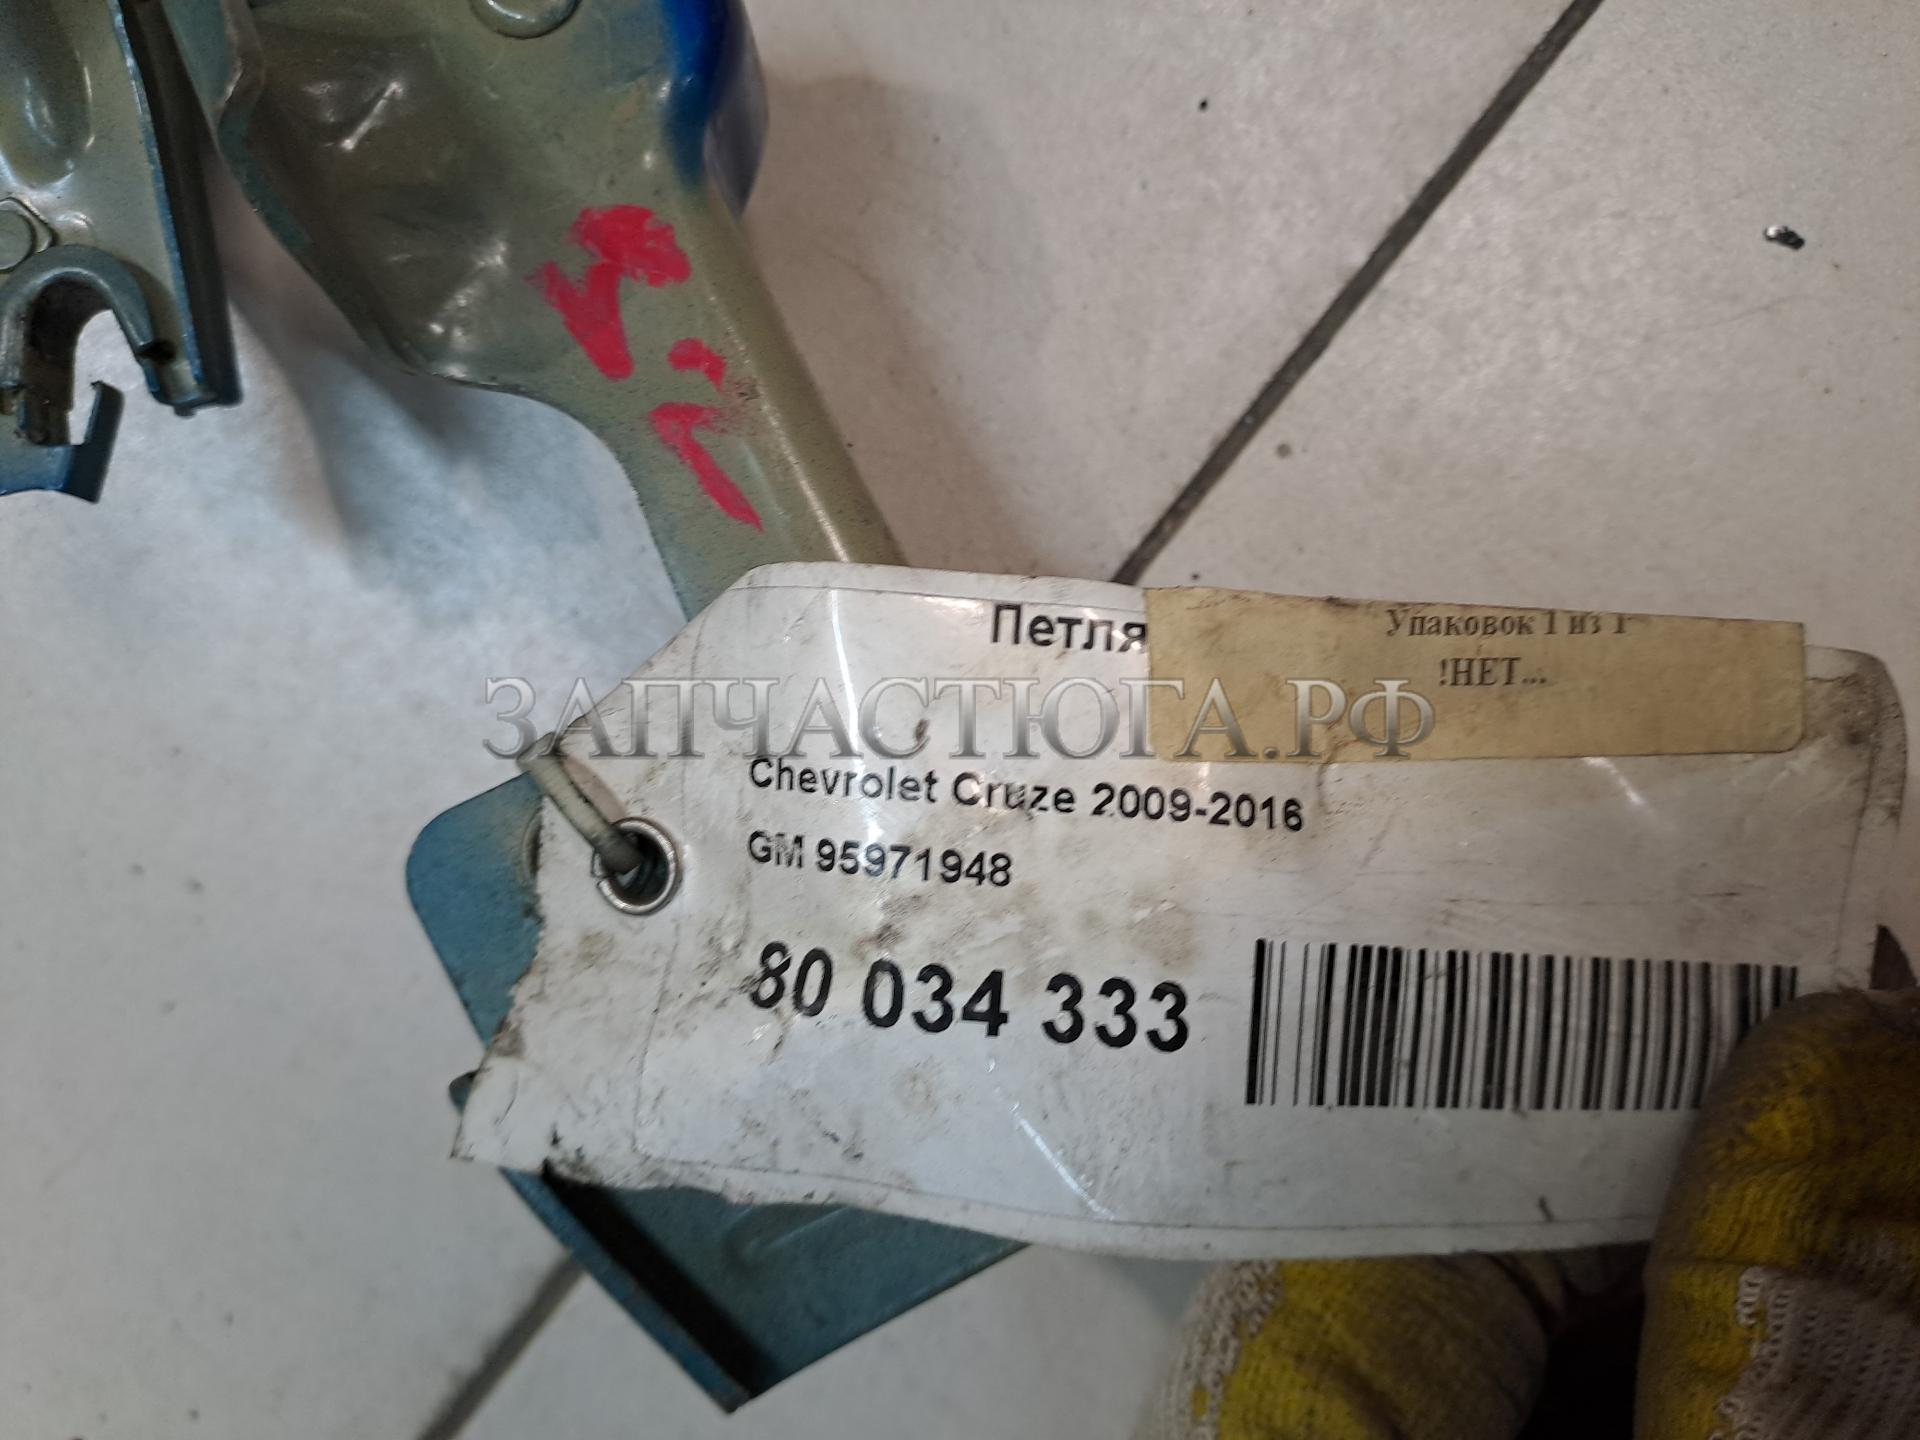 Петля
Упаковок 1 из 1
!НЕТ...
ЗАПЧАСТЮГА.РФ
Chevrolet Cruze 2009-2016
GM 95971948
80 034 333